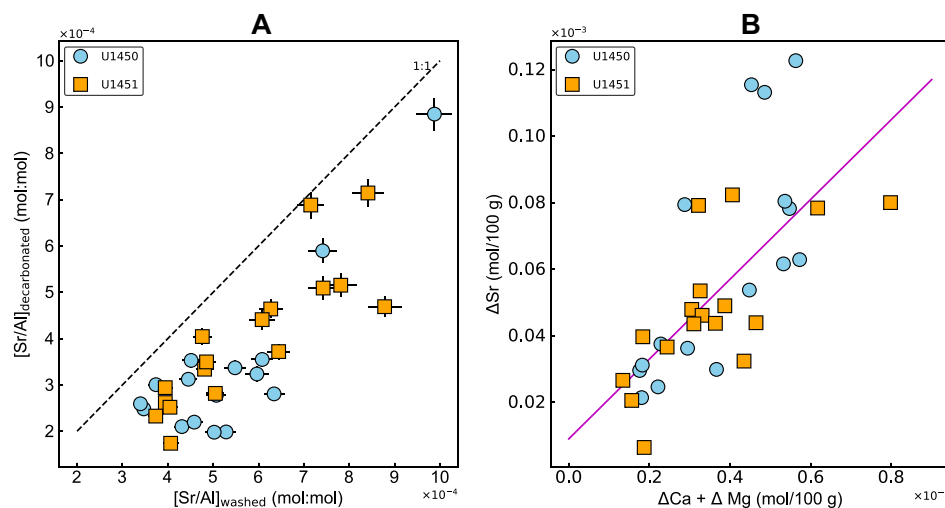 A
×10⁻⁴
U1450
U1451
1:1
10
9
8
7
6
5
4
3
2
[Sr/Al]decarbonated (mol:mol)
2 3 4 5 6 7 8 9 10
[Sr/Al]washed (mol:mol)
×10⁻⁴
B
×10⁻³
U1450
U1451
0.12
0.10
0.08
0.06
0.04
0.02
ΔSr (mol/100 g)
0.0 0.2 0.4 0.6 0.8
ΔCa + Δ Mg (mol/100 g)